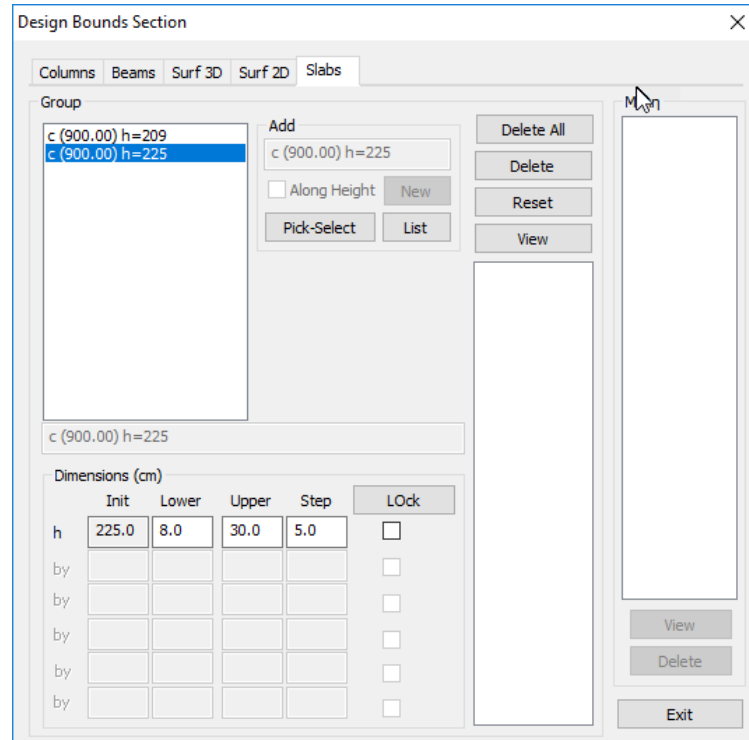 Design Bounds Section
Columns Beams Surf 3D Surf 2D Slabs
Group
c (900.00) h=209
c (900.00) h=225
Add
c (900.00) h=225
Along Height New
Pick-Select List
Delete All
Delete
Reset
View
c (900.00) h=225
Dimensions (cm)
Init Lower Upper Step LOck
h 225.0 8.0 30.0 5.0
by
by
by
by
by
View
Delete
Exit